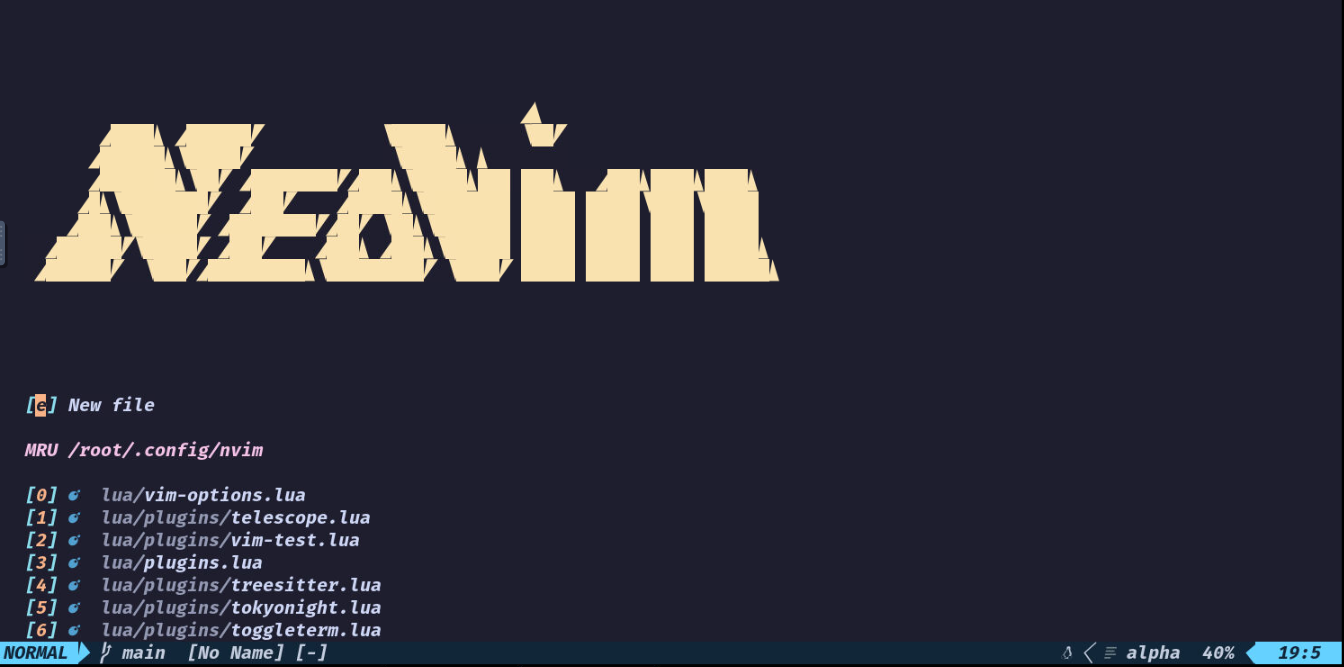 Neovim
[e] New file
MRU /root/.config/nvim
[0] lua/vim-options.lua
[1] lua/plugins/telescope.lua
[2] lua/plugins/vim-test.lua
[3] lua/plugins.lua
[4] lua/plugins/treesitter.lua
[5] lua/plugins/tokyonight.lua
[6] lua/plugins/toggleterm.lua
NORMAL main [No Name] [-] alpha 40% 19:5